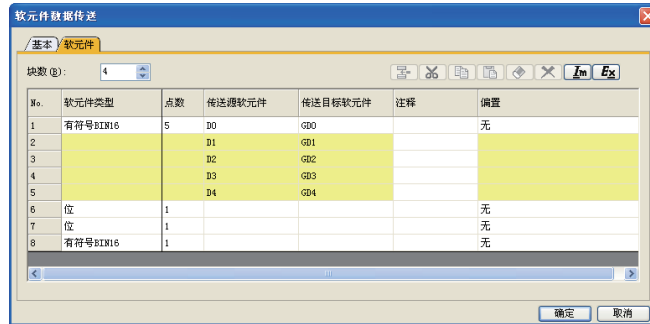 软元件数据传送
基本 软元件
块数(B): 4 Im Ex
No. 软元件类型 点数 传送源软元件 传送目标软元件 注释 偏置
1 有符号BIN16 5 D0 GD0 无
2 D1 GD1
3 D2 GD2
4 D3 GD3
5 D4 GD4
6 位 1 无
7 位 1 无
8 有符号BIN16 1 无
确定 取消